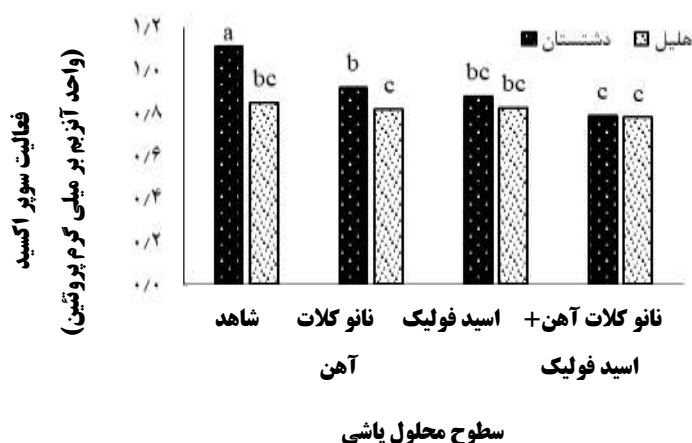 ۱/۲
۱/۰
۰/۸
۰/۶
۰/۴
۰/۲
۰/۰
فعالیت سوپر اکسید
(واحد آنزیم بر میلی گرم پروتئین)
دشتستان هلیل
a bc b c bc bc c c
شاهد
نانو کلات
آهن
اسید فولیک
نانو کلات آهن+
اسید فولیک
سطوح محلول پاشی